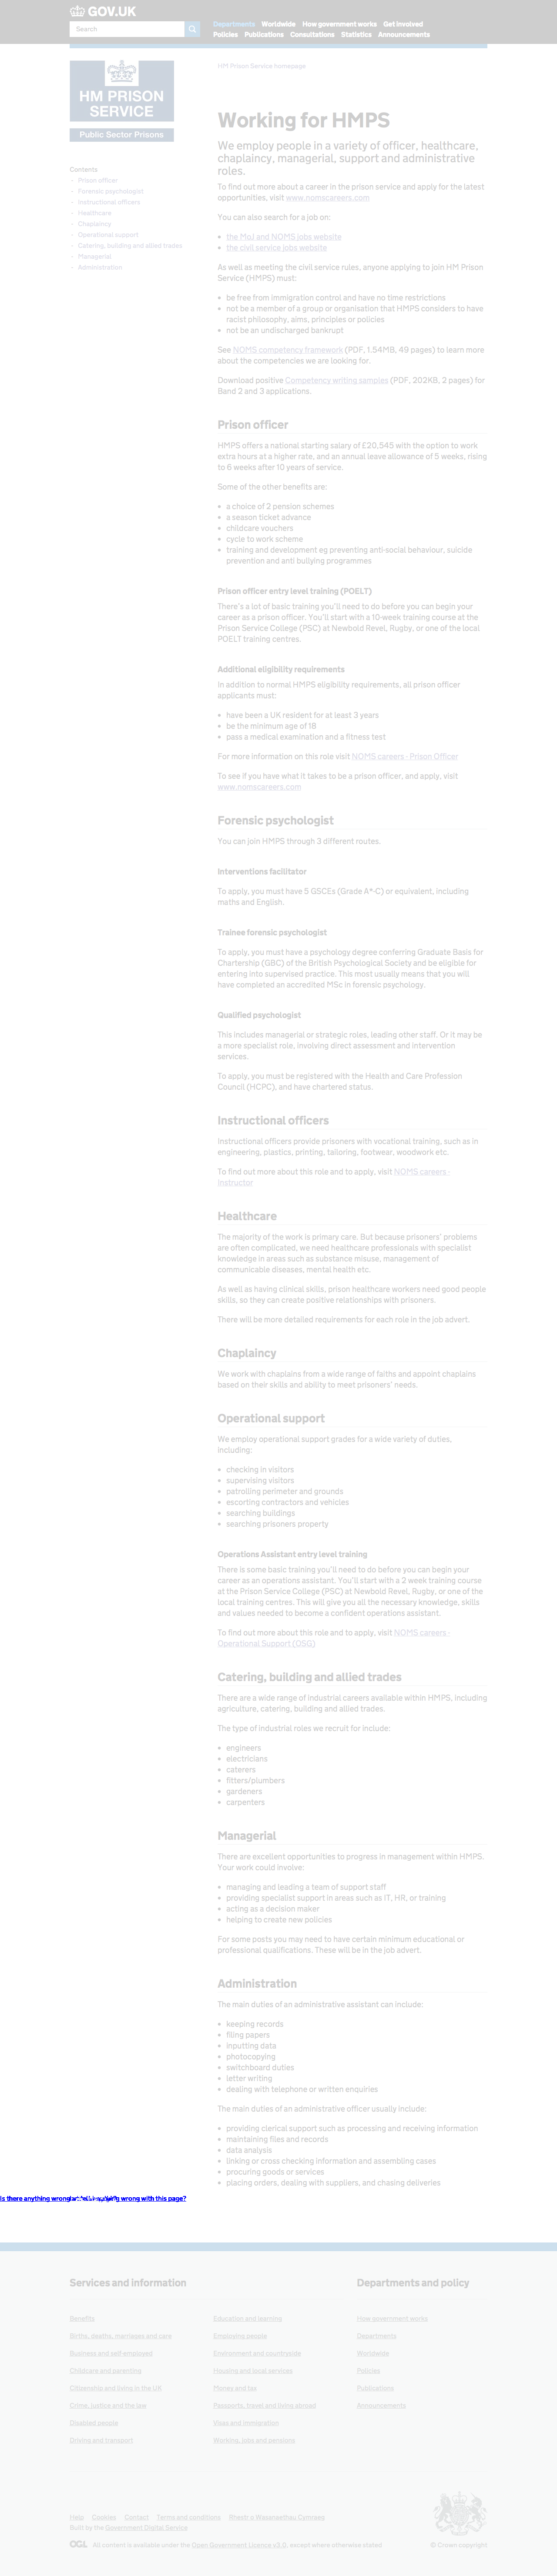 GOV.UK
Search
Departments Worldwide How government works Get involved
Policies Publications Consultations Statistics Announcements
HM PRISON
SERVICE
Public Sector Prisons
HM Prison Service homepage
Contents
- Prison officer
- Forensic psychologist
- Instructional officers
- Healthcare
- Chaplaincy
- Operational support
- Catering, building and allied trades
- Managerial
- Administration
Working for HMPS
We employ people in a variety of officer, healthcare,
chaplaincy, managerial, support and administrative
roles.
To find out more about a career in the prison service and apply for the latest
opportunities, visit www.nomscareers.com
You can also search for a job on:
• the MoJ and NOMS jobs website
• the civil service jobs website
As well as meeting the civil service rules, anyone applying to join HM Prison
Service (HMPS) must:
• be free from immigration control and have no time restrictions
• not be a member of a group or organisation that HMPS considers to have
racist philosophy, aims, principles or policies
• not be an undischarged bankrupt
See NOMS competency framework (PDF, 1.54MB, 49 pages) to learn more
about the competencies we are looking for.
Download positive Competency writing samples (PDF, 202KB, 2 pages) for
Band 2 and 3 applications.
Prison officer
HMPS offers a national starting salary of £20,545 with the option to work
extra hours at a higher rate, and an annual leave allowance of 5 weeks, rising
to 6 weeks after 10 years of service.
Some of the other benefits are:
• a choice of 2 pension schemes
• a season ticket advance
• childcare vouchers
• cycle to work scheme
• training and development eg preventing anti-social behaviour, suicide
prevention and anti bullying programmes
Prison officer entry level training (POELT)
There's a lot of basic training you'll need to do before you can begin your
career as a prison officer. You'll start with a 10-week training course at the
Prison Service College (PSC) at Newbold Revel, Rugby, or one of the local
POELT training centres.
Additional eligibility requirements
In addition to normal HMPS eligibility requirements, all prison officer
applicants must:
• have been a UK resident for at least 3 years
• be the minimum age of 18
• pass a medical examination and a fitness test
For more information on this role visit NOMS careers - Prison Officer
To see if you have what it takes to be a prison officer, and apply, visit
www.nomscareers.com
Forensic psychologist
You can join HMPS through 3 different routes.
Interventions facilitator
To apply, you must have 5 GSCEs (Grade A*-C) or equivalent, including
maths and English.
Trainee forensic psychologist
To apply, you must have a psychology degree conferring Graduate Basis for
Chartership (GBC) of the British Psychological Society and be eligible for
entering into supervised practice. This most usually means that you will
have completed an accredited MSc in forensic psychology.
Qualified psychologist
This includes managerial or strategic roles, leading other staff. Or it may be
a more specialist role, involving direct assessment and intervention
services.
To apply, you must be registered with the Health and Care Profession
Council (HCPC), and have chartered status.
Instructional officers
Instructional officers provide prisoners with vocational training, such as in
engineering, plastics, printing, tailoring, footwear, woodwork etc.
To find out more about this role and to apply, visit NOMS careers -
Instructor
Healthcare
The majority of the work is primary care. But because prisoners' problems
are often complicated, we need healthcare professionals with specialist
knowledge in areas such as substance misuse, management of
communicable diseases, mental health etc.
As well as having clinical skills, prison healthcare workers need good people
skills, so they can create positive relationships with prisoners.
There will be more detailed requirements for each role in the job advert.
Chaplaincy
We work with chaplains from a wide range of faiths and appoint chaplains
based on their skills and ability to meet prisoners' needs.
Operational support
We employ operational support grades for a wide variety of duties,
including:
• checking in visitors
• supervising visitors
• patrolling perimeter and grounds
• escorting contractors and vehicles
• searching buildings
• searching prisoners property
Operations Assistant entry level training
There is some basic training you'll need to do before you can begin your
career as an operations assistant. You'll start with a 2 week training course
at the Prison Service College (PSC) at Newbold Revel, Rugby, or one of the
local training centres. This will give you all the necessary knowledge, skills
and values needed to become a confident operations assistant.
To find out more about this role and to apply, visit NOMS careers -
Operational Support (OSG)
Catering, building and allied trades
There are a wide range of industrial careers available within HMPS, including
agriculture, catering, building and allied trades.
The type of industrial roles we recruit for include:
• engineers
• electricians
• caterers
• fitters/plumbers
• gardeners
• carpenters
Managerial
There are excellent opportunities to progress in management within HMPS.
Your work could involve:
• managing and leading a team of support staff
• providing specialist support in areas such as IT, HR, or training
• acting as a decision maker
• helping to create new policies
For some posts you may need to have certain minimum educational or
professional qualifications. These will be in the job advert.
Administration
The main duties of an administrative assistant can include:
• keeping records
• filing papers
• inputting data
• photocopying
• switchboard duties
• letter writing
• dealing with telephone or written enquiries
The main duties of an administrative officer usually include:
• providing clerical support such as processing and receiving information
• maintaining files and records
• data analysis
• linking or cross checking information and assembling cases
• procuring goods or services
• placing orders, dealing with suppliers, and chasing deliveries
Is there anything wrong wrong with this page?
Services and information
Departments and policy
Benefits
Births, deaths, marriages and care
Business and self-employed
Childcare and parenting
Citizenship and living in the UK
Crime, justice and the law
Disabled people
Driving and transport
Education and learning
Employing people
Environment and countryside
Housing and local services
Money and tax
Passports, travel and living abroad
Visas and immigration
Working, jobs and pensions
How government works
Departments
Worldwide
Policies
Publications
Announcements
Help Cookies Contact Terms and conditions Rhestr o Wasanaethau Cymraeg
Built by the Government Digital Service
OGL All content is available under the Open Government Licence v3.0, except where otherwise stated
© Crown copyright